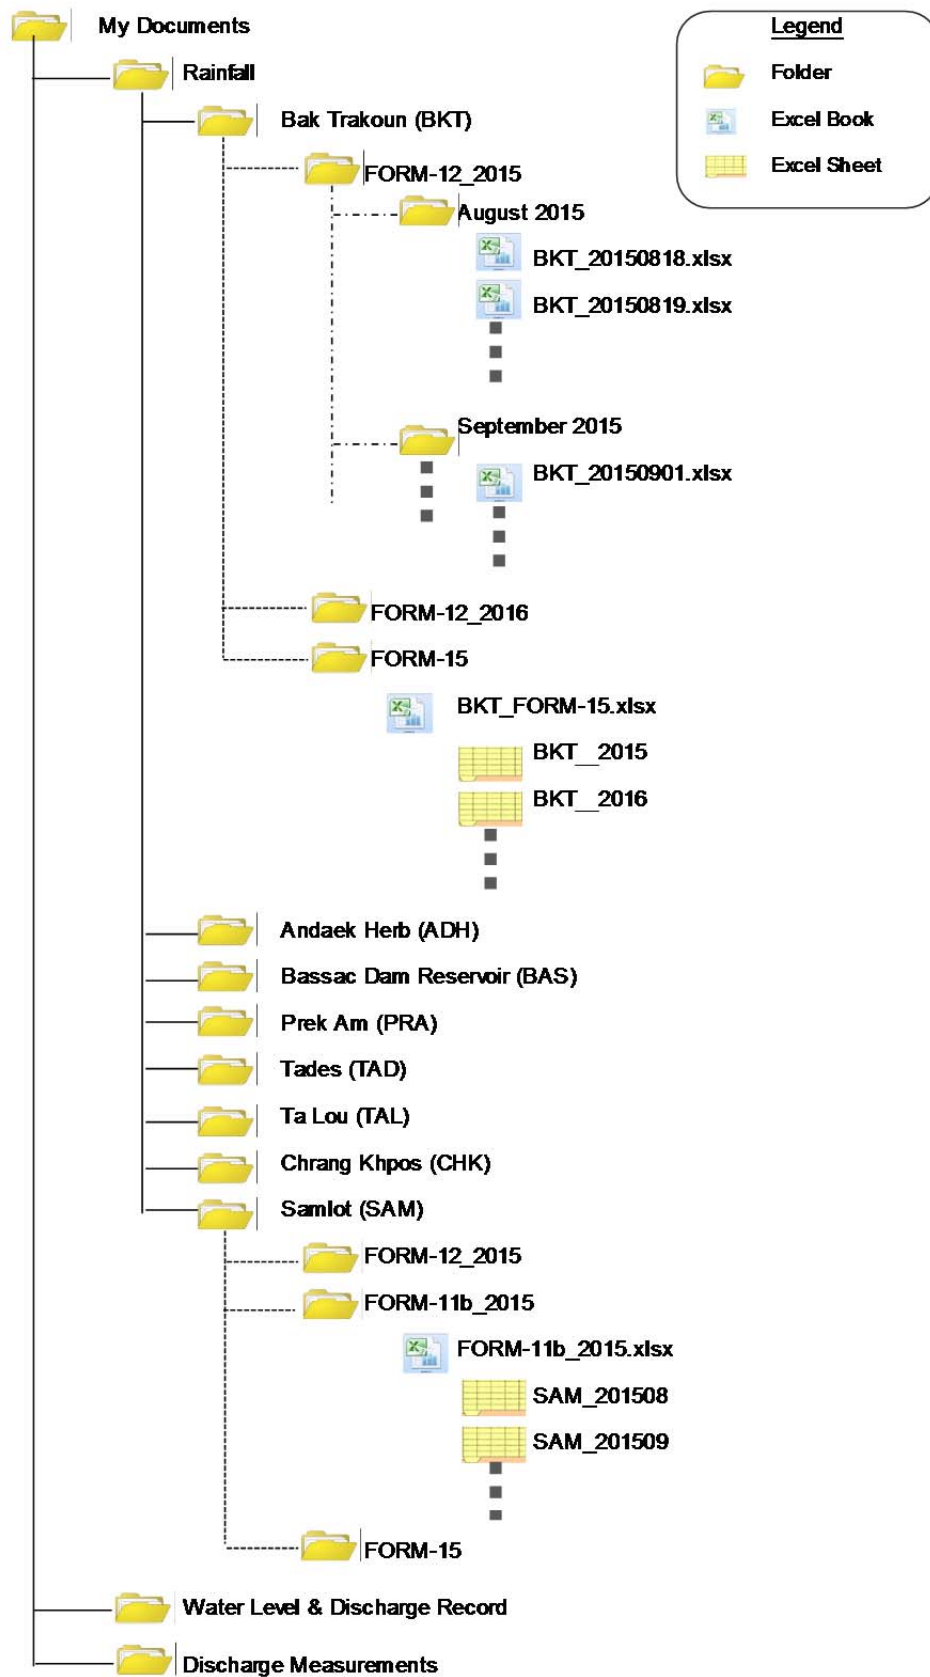 My Documents
Legend
Rainfall
Folder
Bak Trakoun (BKT)
Excel Book
FORM-12_2015
Excel Sheet
August 2015
BKT_20150818.xlsx
BKT_20150819.xlsx
September 2015
BKT_20150901.xlsx
FORM-12_2016
FORM-15
BKT_FORM-15.xlsx
BKT__2015
BKT__2016
Andaek Herb (ADH)
Bassac Dam Reservoir (BAS)
Prek Am (PRA)
Tades (TAD)
Ta Lou (TAL)
Chrang Khpos (CHK)
Samlot (SAM)
FORM-12_2015
FORM-11b_2015
FORM-11b_2015.xlsx
SAM_201508
SAM_201509
FORM-15
Water Level & Discharge Record
Discharge Measurements